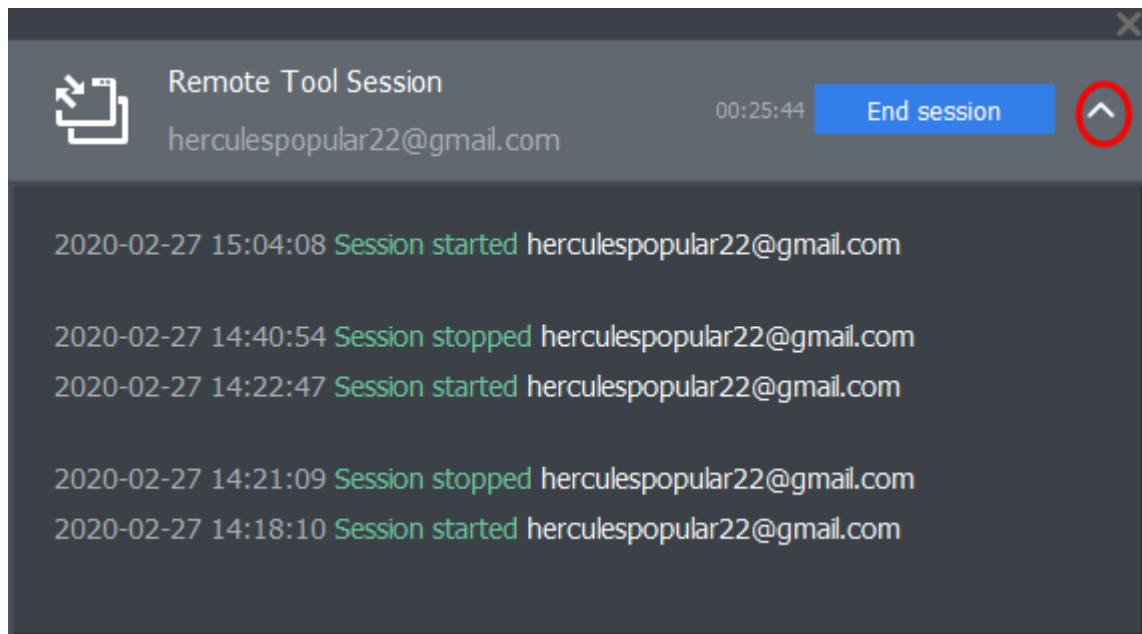 Remote Tool Session
herculespopular22@gmail.com
00:25:44
End session
2020-02-27 15:04:08 Session started herculespopular22@gmail.com
2020-02-27 14:40:54 Session stopped herculespopular22@gmail.com
2020-02-27 14:22:47 Session started herculespopular22@gmail.com
2020-02-27 14:21:09 Session stopped herculespopular22@gmail.com
2020-02-27 14:18:10 Session started herculespopular22@gmail.com